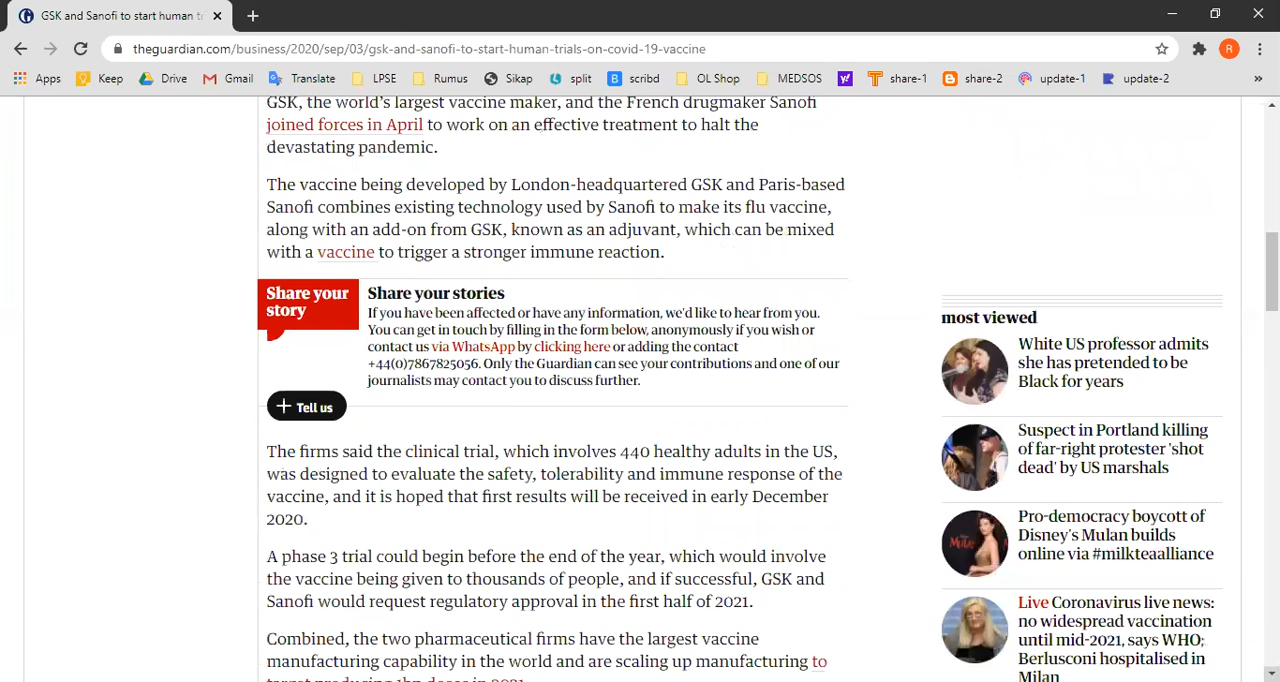 GSK and Sanofi to start human t
theguardian.com/business/2020/sep/03/gsk-and-sanofi-to-start-human-trials-on-covid-19-vaccine
R
Apps Keep Drive Gmail Translate LPSE Rumus Sikap split scribd OL Shop MEDSOS share-1 share-2 update-1 update-2 »
GSK, the world's largest vaccine maker, and the French drugmaker Sanofi
joined forces in April to work on an effective treatment to halt the
devastating pandemic.
The vaccine being developed by London-headquartered GSK and Paris-based
Sanofi combines existing technology used by Sanofi to make its flu vaccine,
along with an add-on from GSK, known as an adjuvant, which can be mixed
with a vaccine to trigger a stronger immune reaction.
Share your
story
Share your stories
If you have been affected or have any information, we'd like to hear from you.
You can get in touch by filling in the form below, anonymously if you wish or
contact us via WhatsApp by clicking here or adding the contact
+44(0)7867825056. Only the Guardian can see your contributions and one of our
journalists may contact you to discuss further.
+ Tell us
The firms said the clinical trial, which involves 440 healthy adults in the US,
was designed to evaluate the safety, tolerability and immune response of the
vaccine, and it is hoped that first results will be received in early December
2020.
A phase 3 trial could begin before the end of the year, which would involve
the vaccine being given to thousands of people, and if successful, GSK and
Sanofi would request regulatory approval in the first half of 2021.
Combined, the two pharmaceutical firms have the largest vaccine
manufacturing capability in the world and are scaling up manufacturing to
target producing 1bn doses in 2021
most viewed
White US professor admits
she has pretended to be
Black for years
Suspect in Portland killing
of far-right protester 'shot
dead' by US marshals
Pro-democracy boycott of
Disney's Mulan builds
online via #milkteaalliance
Live Coronavirus live news:
no widespread vaccination
until mid-2021, says WHO;
Berlusconi hospitalised in
Milan